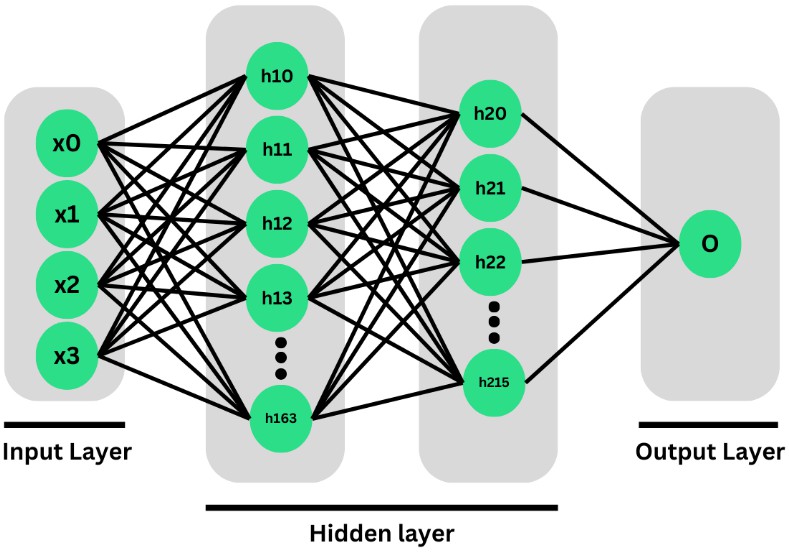 x0
x1
x2
x3
Input Layer
h10
h11
h12
h13
h163
h20
h21
h22
h215
Hidden layer
O
Output Layer